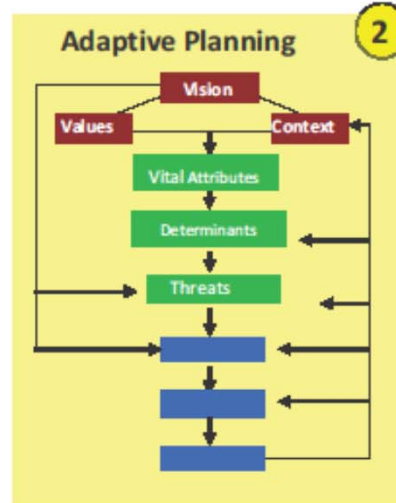 Adaptive Planning
2
Vision
Values
Context
Vital Attributes
Determinants
Threats